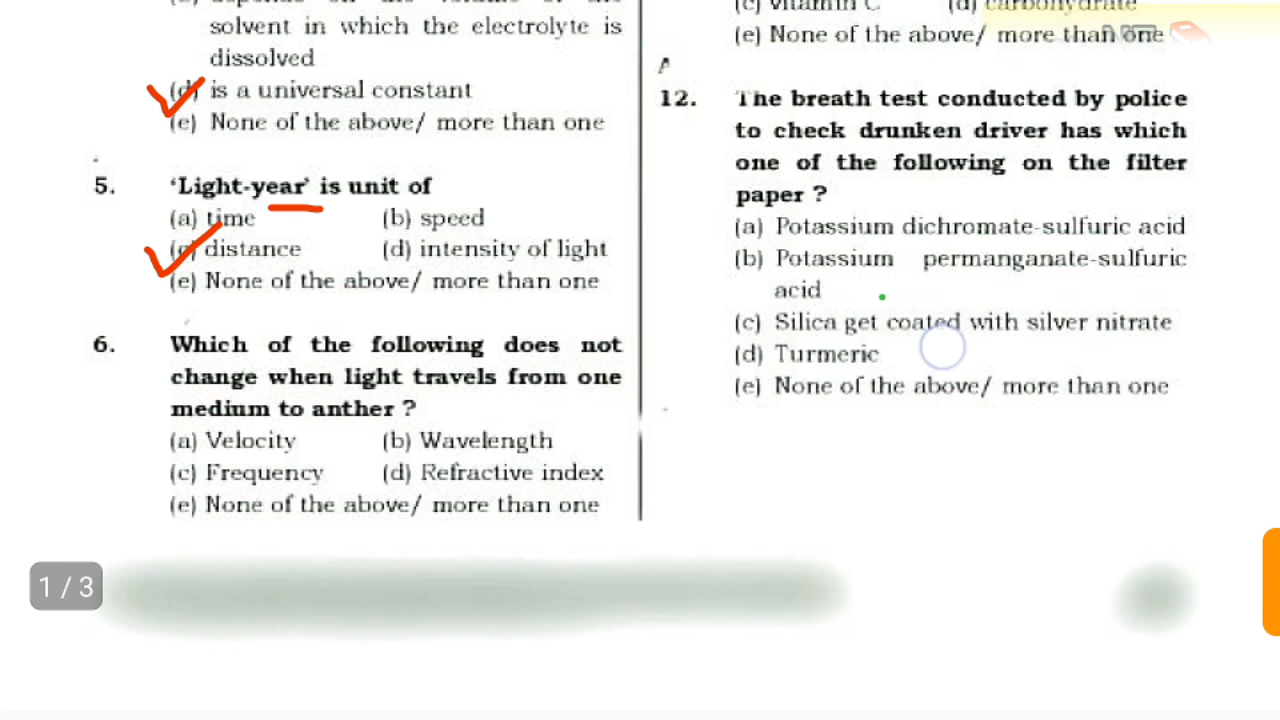 solvent in which the electrolyte is
dissolved
(d) is a universal constant
(e) None of the above/ more than one
5. ‘Light-year’ is unit of
(a) time (b) speed
(c) distance (d) intensity of light
(e) None of the above/ more than one
6. Which of the following does not
change when light travels from one
medium to anther ?
(a) Velocity (b) Wavelength
(c) Frequency (d) Refractive index
(e) None of the above/ more than one
(c) vitamin C (d) carbohydrate
(e) None of the above/ more than one
12. The breath test conducted by police
to check drunken driver has which
one of the following on the filter
paper ?
(a) Potassium dichromate-sulfuric acid
(b) Potassium permanganate-sulfuric
acid
(c) Silica get coated with silver nitrate
(d) Turmeric
(e) None of the above/ more than one
1 / 3